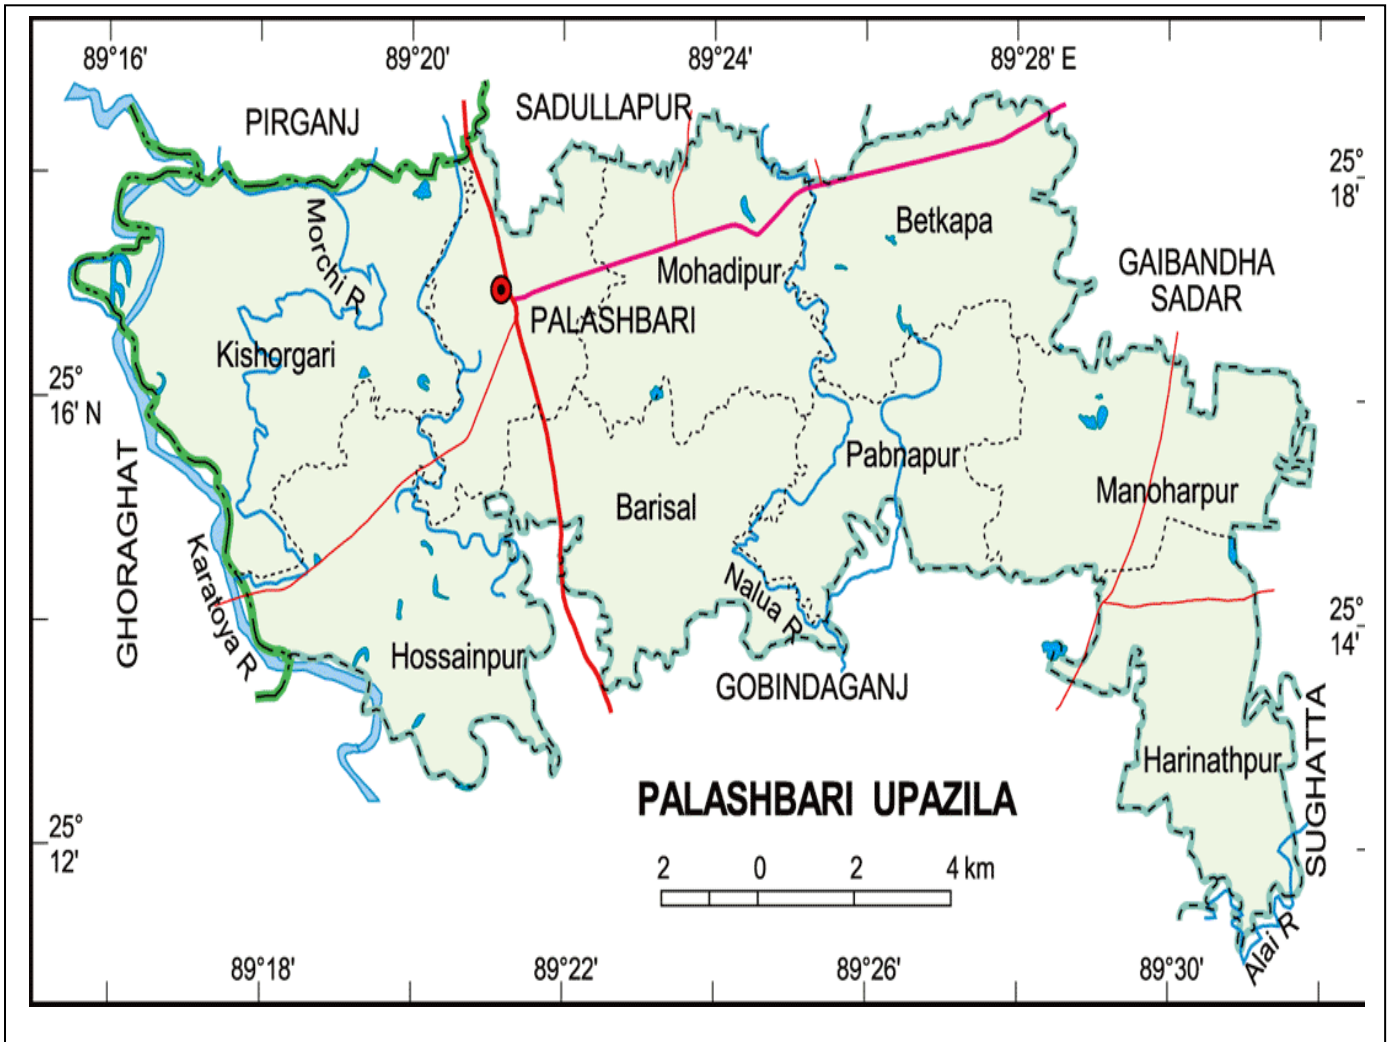 89°16' 89°20' 89°24' 89°28' E
PIRGANJ
SADULLAPUR
25°
18'
Morchi R
Betkapa
Mohadipur
GAIBANDHA
SADAR
PALASHBARI
Kishorgari
25°
16' N
GHORAGHAT
Pabnapur
Manoharpur
Barisal
Karatoya R
Nalua R
25°
14'
Hossainpur
GOBINDAGANJ
SUGHATTA
Harinathpur
PALASHBARI UPAZILA
25°
12'
2 0 2 4 km
Alai R
89°18' 89°22' 89°26' 89°30'